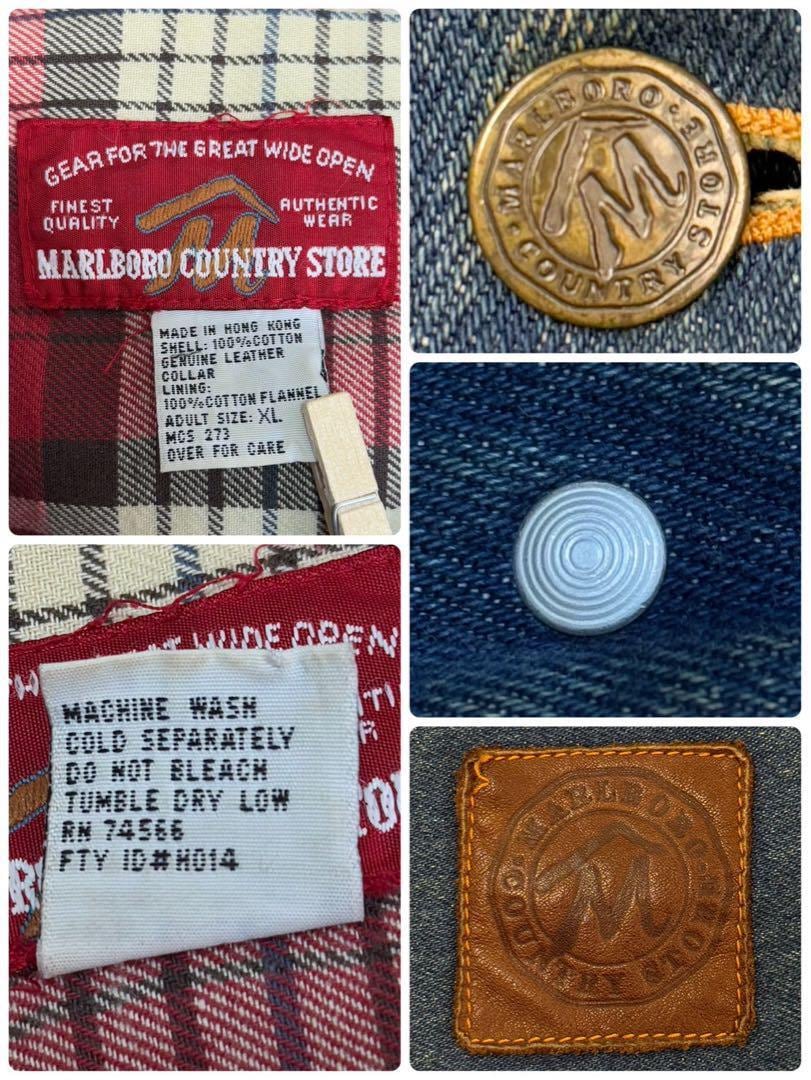 GEAR FOR THE GREAT WIDE OPEN
FINEST
QUALITY
AUTHENTIC
WEAR
M
MARLBORO COUNTRY STORE
MADE IN HONG KONG
SHELL: 100%COTTON
GENUINE LEATHER
COLLAR
LINING:
100%COTTON FLANNEL
ADULT SIZE: XL
MCS 273
OVER FOR CARE
MARLBORO
M
COUNTRY STORE
WIDE OPEN
MACHINE WASH
COLD SEPARATELY
DO NOT BLEACH
TUMBLE DRY LOW
RN 74566
FTY ID#H014
MARLBORO
M
COUNTRY STORE